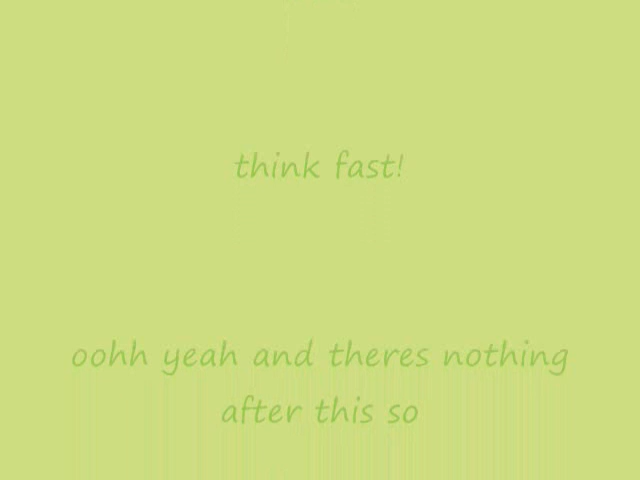 think fast!
oohh yeah and theres nothing
after this so